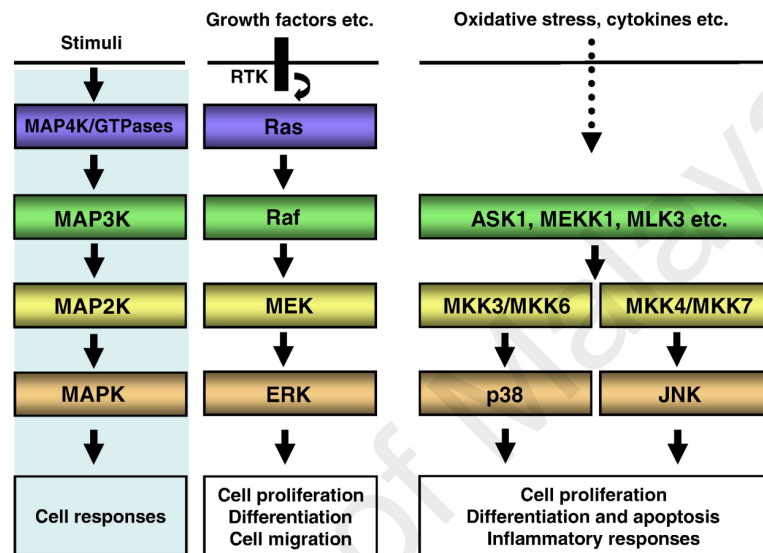 Stimuli
Growth factors etc.
Oxidative stress, cytokines etc.
RTK
MAP4K/GTPases
Ras
MAP3K
Raf
ASK1, MEKK1, MLK3 etc.
MAP2K
MEK
MKK3/MKK6
MKK4/MKK7
MAPK
ERK
p38
JNK
Cell responses
Cell proliferation
Differentiation
Cell migration
Cell proliferation
Differentiation and apoptosis
Inflammatory responses
of Malaya